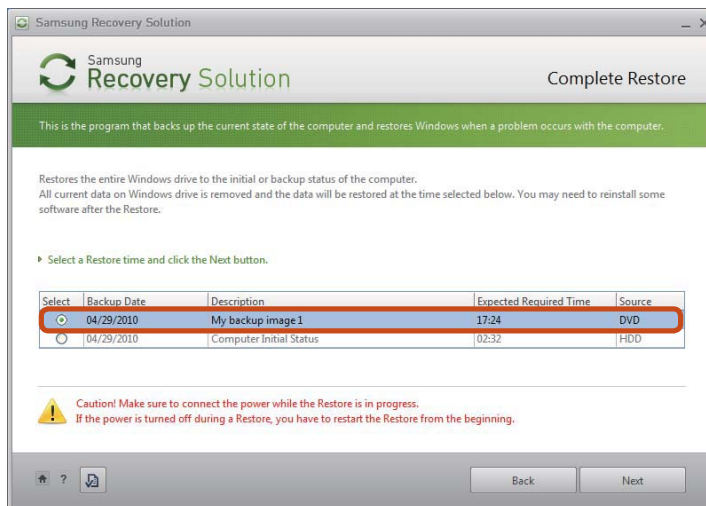 Samsung Recovery Solution
Samsung
Recovery Solution
Complete Restore
This is the program that backs up the current state of the computer and restores Windows when a problem occurs with the computer.
Restores the entire Windows drive to the initial or backup status of the computer.
All current data on Windows drive is removed and the data will be restored at the time selected below. You may need to reinstall some
software after the Restore.
Select a Restore time and click the Next button.
Select Backup Date Description Expected Required Time Source
04/29/2010 My backup image 1 17:24 DVD
04/29/2010 Computer Initial Status 02:32 HDD
Caution! Make sure to connect the power while the Restore is in progress.
If the power is turned off during a Restore, you have to restart the Restore from the beginning.
? Back Next